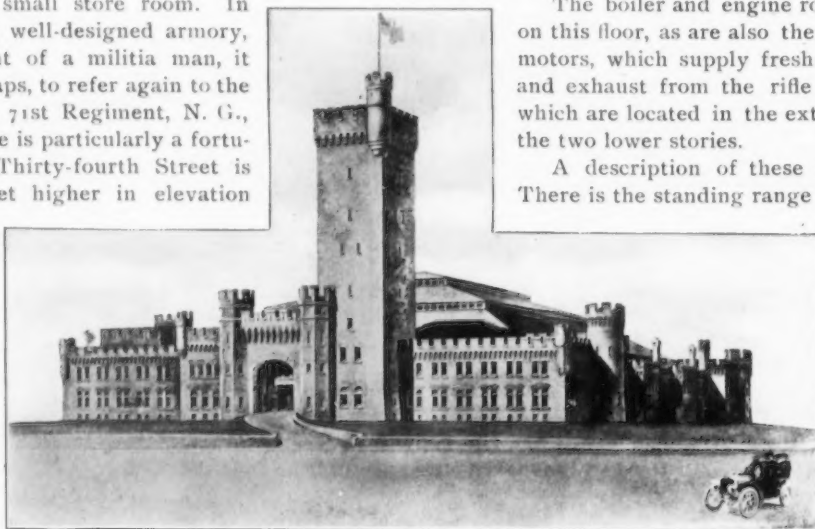 small store room. In
well-designed armory,
t of a militia man, it
aps, to refer again to the
71st Regiment, N. G.,
e is particularly a fortu-
Thirty-fourth Street is
et higher in elevation
The boiler and engine ro
on this floor, as are also the
motors, which supply fresh
and exhaust from the rifle
which are located in the ext
the two lower stories.
A description of these
There is the standing range